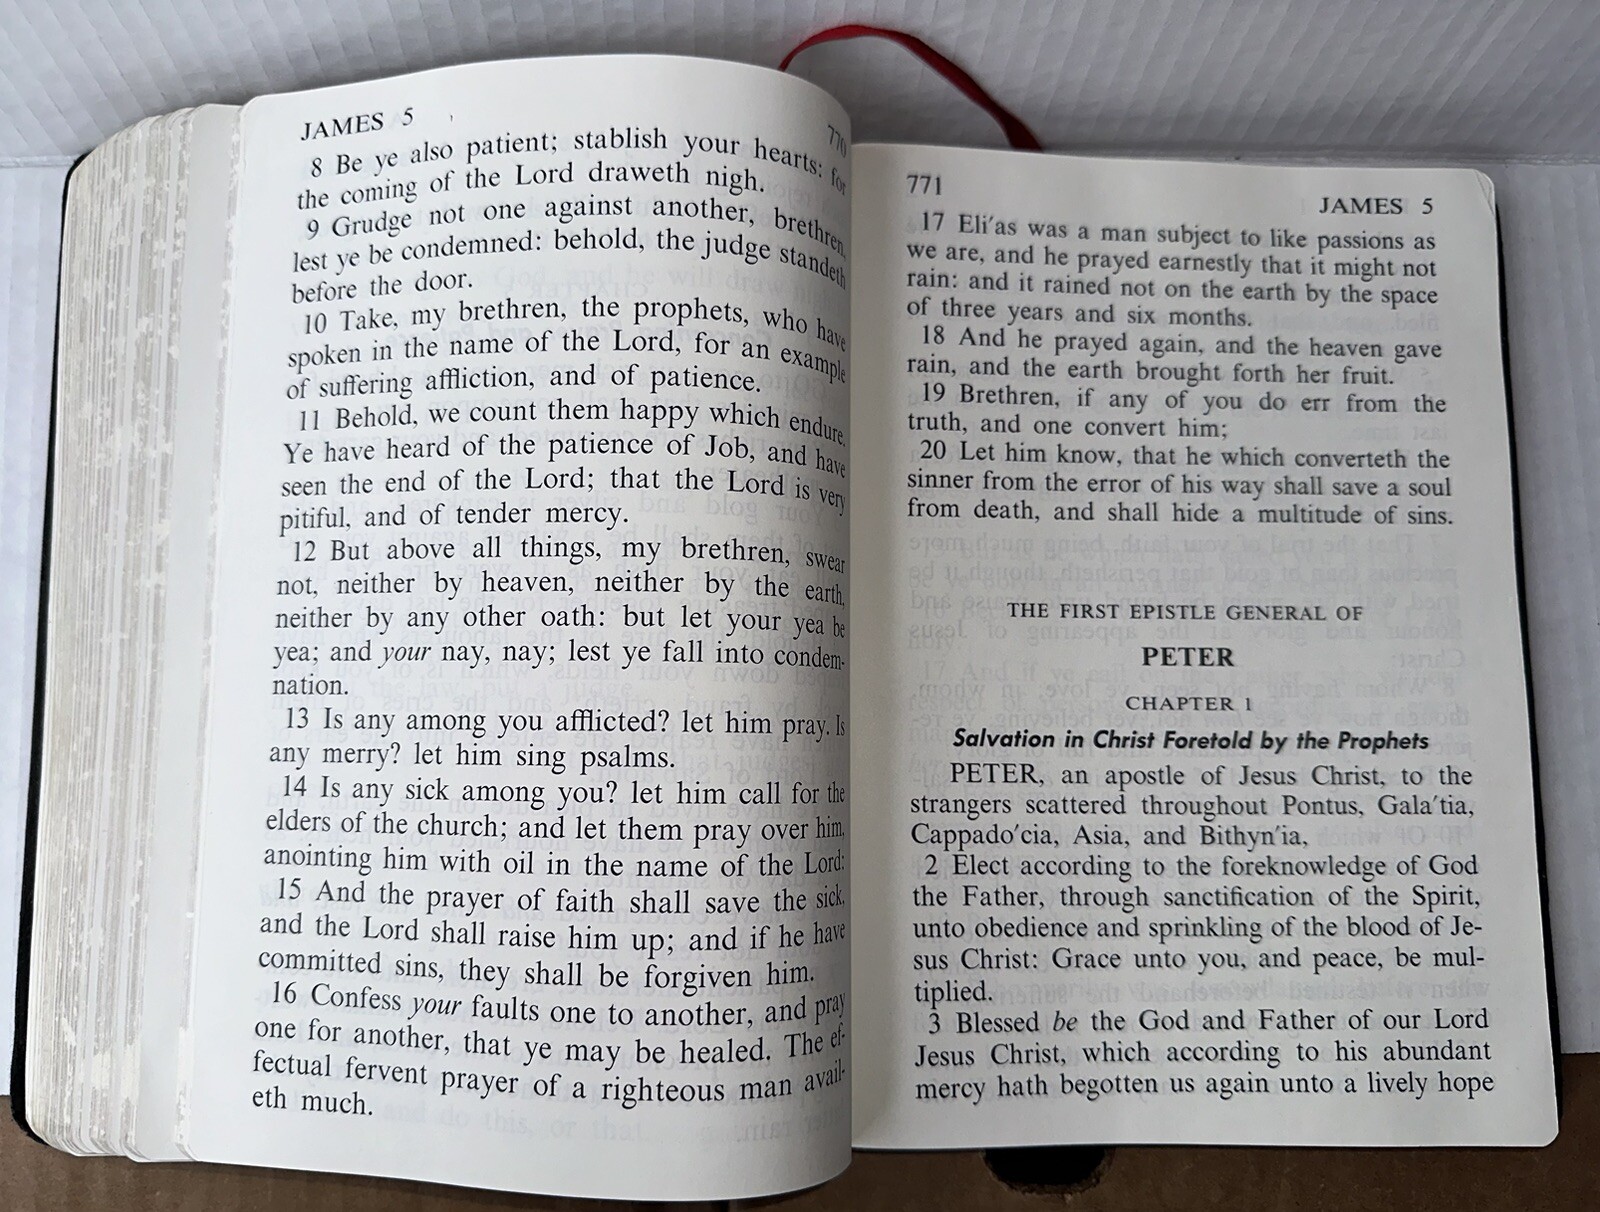 JAMES 5
770
8 Be ye also patient; stablish your hearts: for
the coming of the Lord draweth nigh.
9 Grudge not one against another, brethren,
lest ye be condemned: behold, the judge standeth
before the door.
10 Take, my brethren, the prophets, who have
spoken in the name of the Lord, for an example
of suffering affliction, and of patience.
11 Behold, we count them happy which endure.
Ye have heard of the patience of Job, and have
seen the end of the Lord; that the Lord is very
pitiful, and of tender mercy.
12 But above all things, my brethren, swear
not, neither by heaven, neither by the earth,
neither by any other oath: but let your yea be
yea; and your nay, nay; lest ye fall into condem-
nation.
13 Is any among you afflicted? let him pray. Is
any merry? let him sing psalms.
14 Is any sick among you? let him call for the
elders of the church; and let them pray over him,
anointing him with oil in the name of the Lord:
15 And the prayer of faith shall save the sick,
and the Lord shall raise him up; and if he have
committed sins, they shall be forgiven him.
16 Confess your faults one to another, and pray
one for another, that ye may be healed. The ef-
fectual fervent prayer of a righteous man avail-
eth much.
771
JAMES 5
17 Eli′as was a man subject to like passions as
we are, and he prayed earnestly that it might not
rain: and it rained not on the earth by the space
of three years and six months.
18 And he prayed again, and the heaven gave
rain, and the earth brought forth her fruit.
19 Brethren, if any of you do err from the
truth, and one convert him;
20 Let him know, that he which converteth the
sinner from the error of his way shall save a soul
from death, and shall hide a multitude of sins.
THE FIRST EPISTLE GENERAL OF
PETER
CHAPTER 1
Salvation in Christ Foretold by the Prophets
PETER, an apostle of Jesus Christ, to the
strangers scattered throughout Pontus, Gala′tia,
Cappado′cia, Asia, and Bithyn′ia,
2 Elect according to the foreknowledge of God
the Father, through sanctification of the Spirit,
unto obedience and sprinkling of the blood of Je-
sus Christ: Grace unto you, and peace, be mul-
tiplied.
3 Blessed be the God and Father of our Lord
Jesus Christ, which according to his abundant
mercy hath begotten us again unto a lively hope